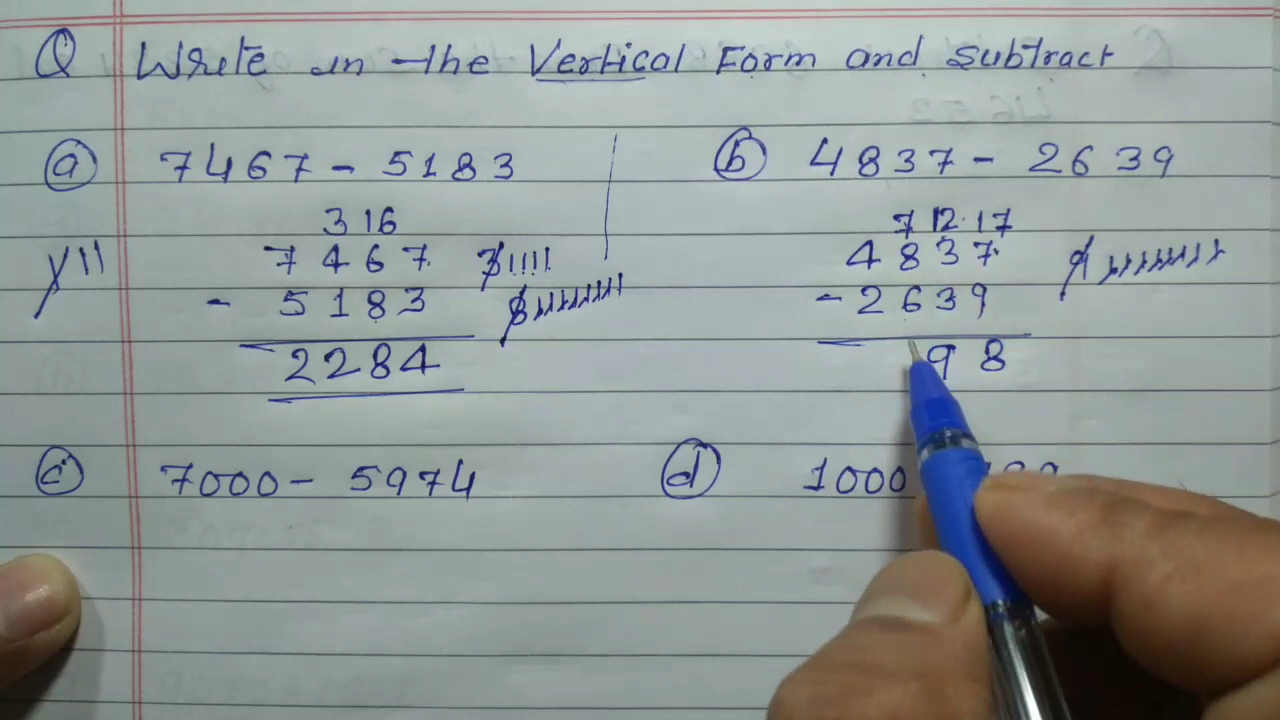 Q Write in the Vertical Form and subtract
a 7467 - 5183
3 16
7 4 6 7
- 5 1 8 3
2 2 8 4
b 4837 - 2639
7 12 17
4 8 3 7
- 2 6 3 9
9 8
c 7000 - 5974
d 1000